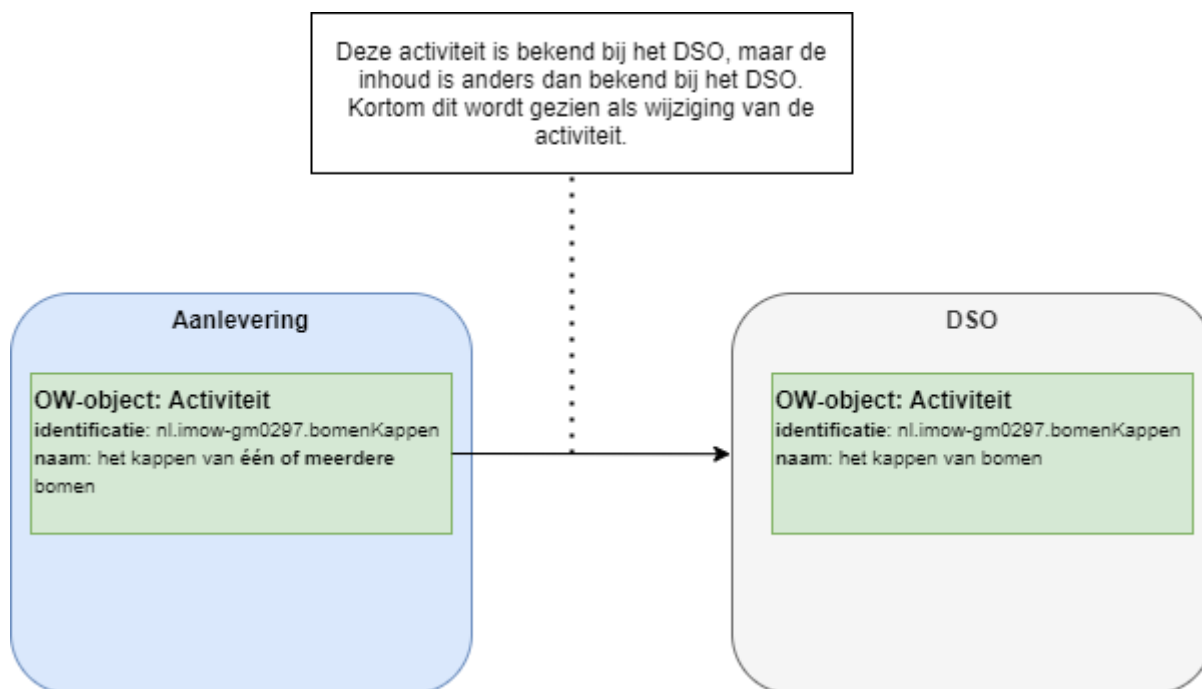 Deze activiteit is bekend bij het DSO, maar de
inhoud is anders dan bekend bij het DSO.
Kortom dit wordt gezien als wijziging van de
activiteit.
Aanlevering
OW-object: Activiteit
identificatie: nl.imow-gm0297.bomenKappen
naam: het kappen van één of meerdere
bomen
DSO
OW-object: Activiteit
identificatie: nl.imow-gm0297.bomenKappen
naam: het kappen van bomen